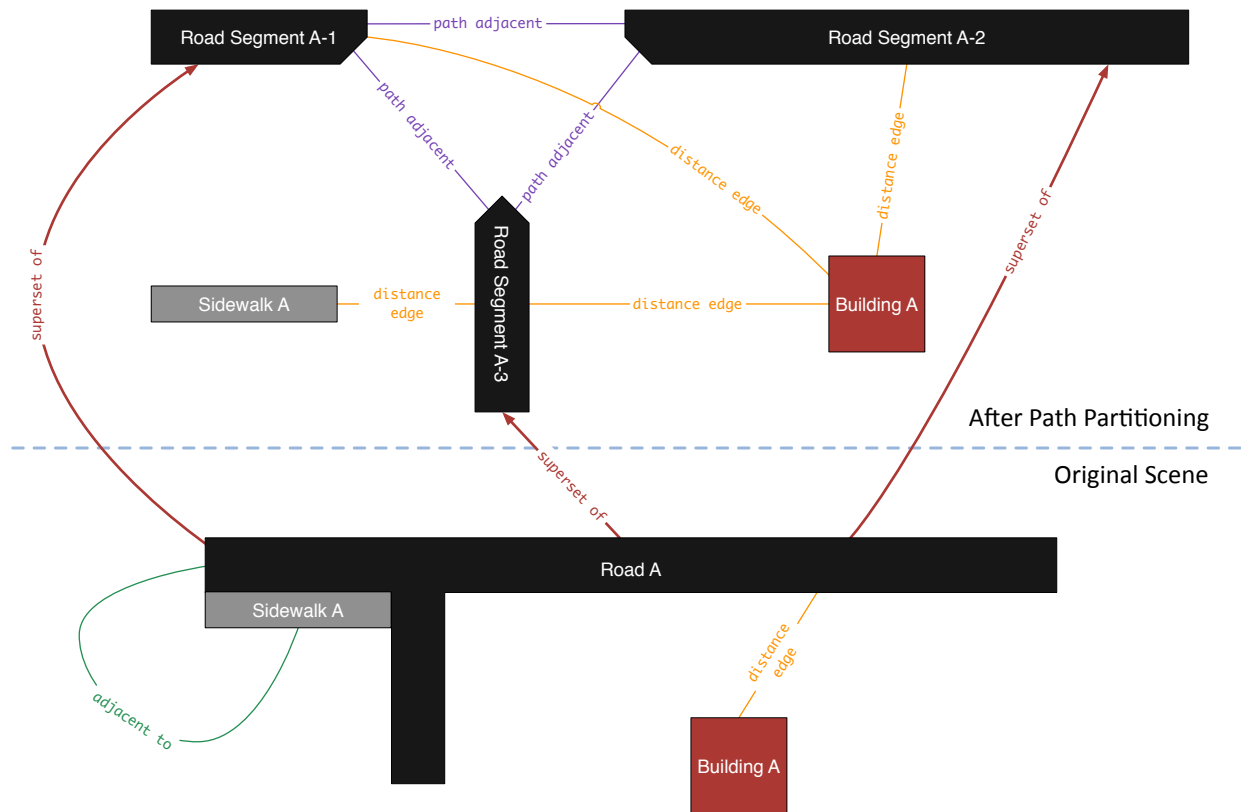 path adjacent
Road Segment A-1
Road Segment A-2
path adjacent
path adjacent
distance edge
distance edge
superset of
superset of
Road Segment A-3
Sidewalk A
distance
edge
distance edge
Building A
After Path Partitioning
Original Scene
superset of
Road A
Sidewalk A
distance
edge
adjacent to
Building A